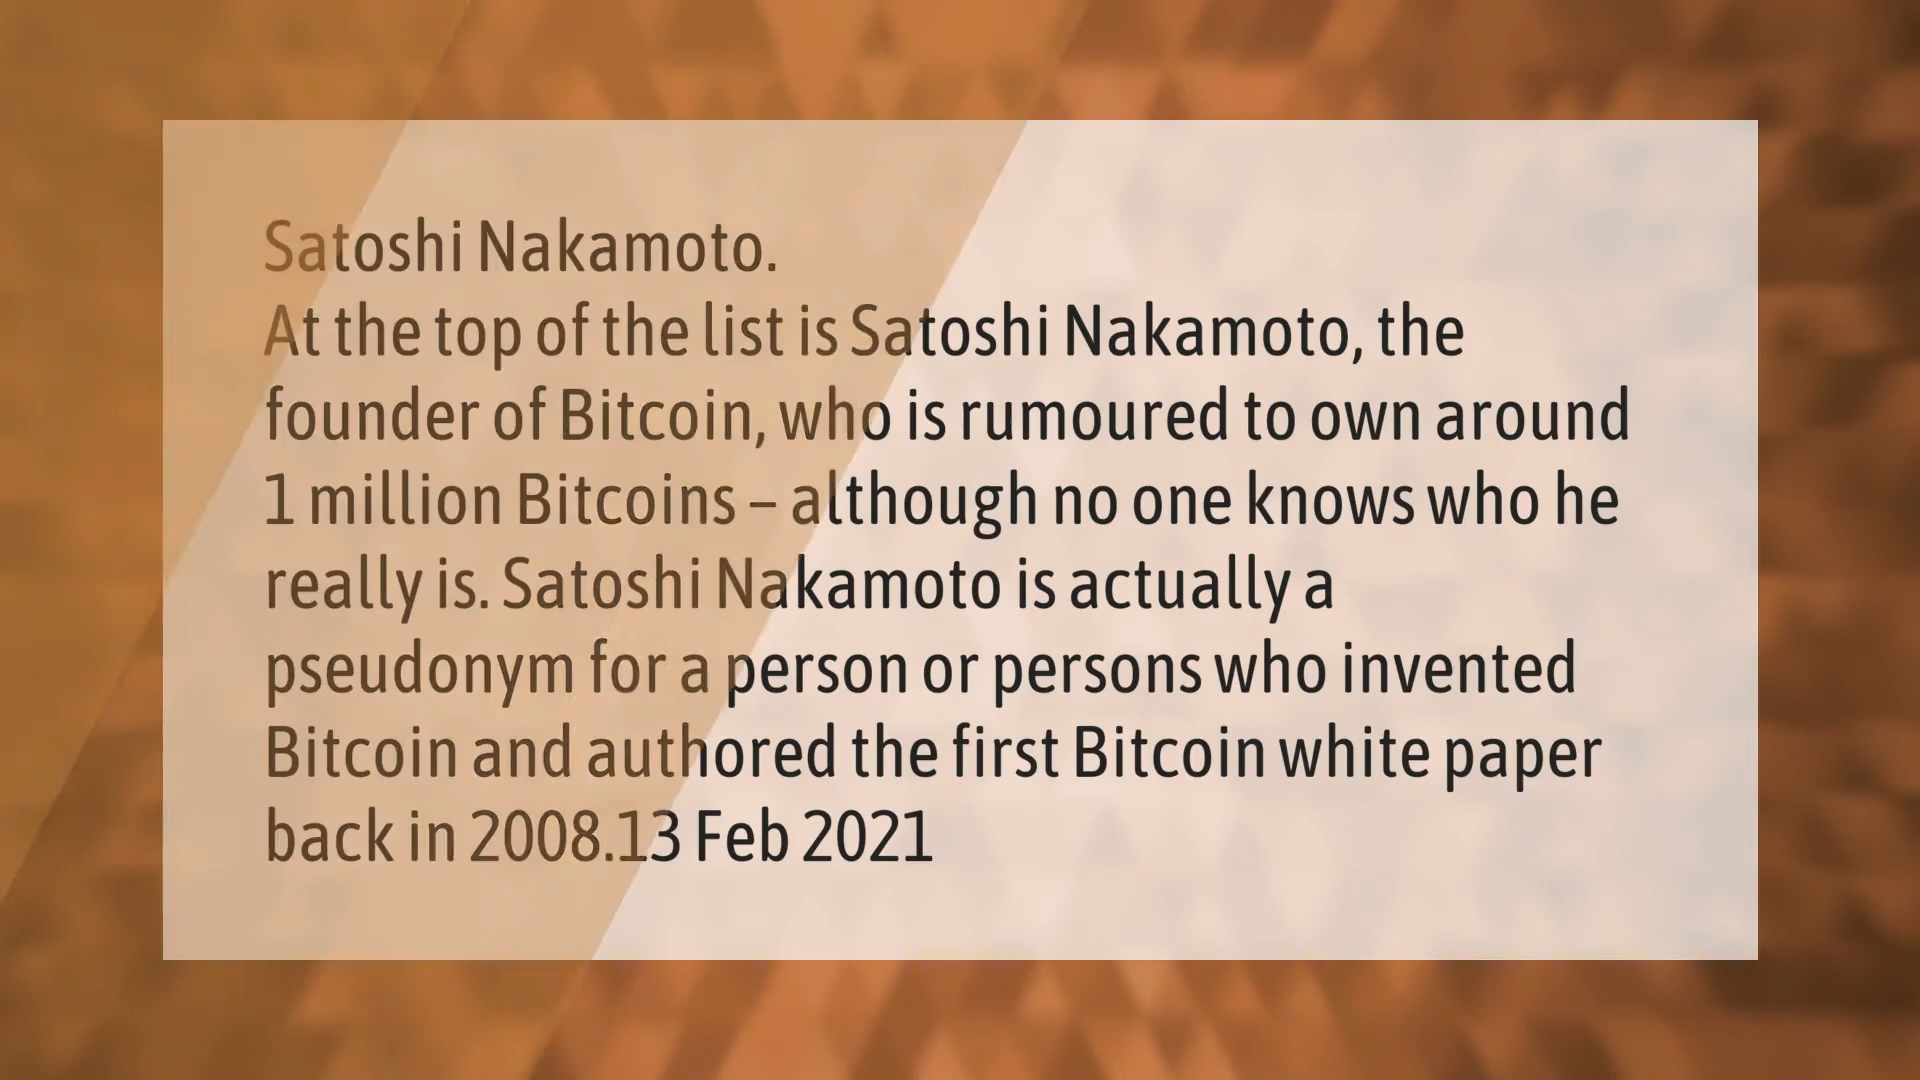 Satoshi Nakamoto.
At the top of the list is Satoshi Nakamoto, the
founder of Bitcoin, who is rumoured to own around
1 million Bitcoins – although no one knows who he
really is. Satoshi Nakamoto is actually a
pseudonym for a person or persons who invented
Bitcoin and authored the first Bitcoin white paper
back in 2008.13 Feb 2021